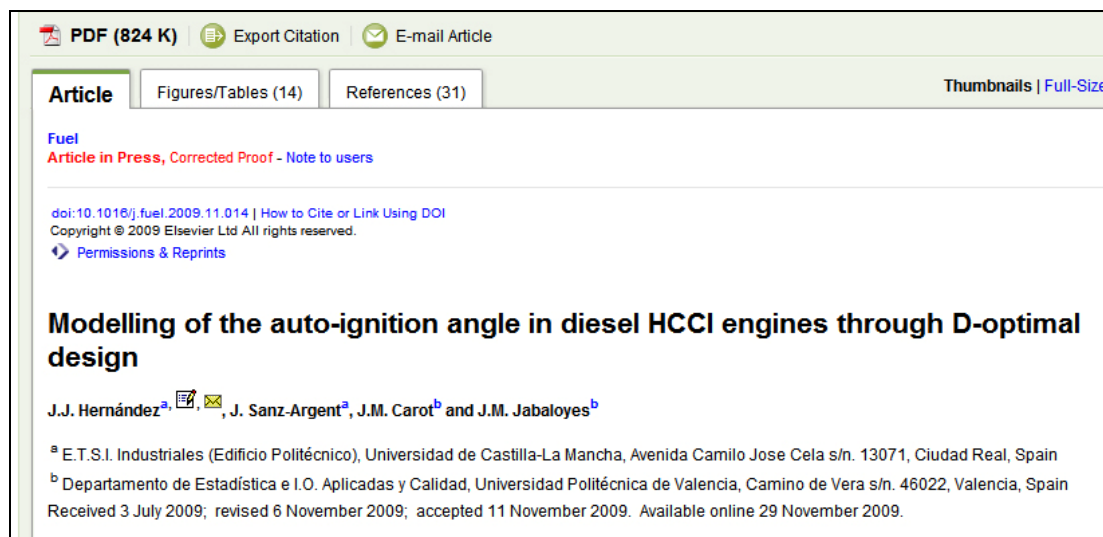 PDF (824 K) Export Citation E-mail Article
Article Figures/Tables (14) References (31) Thumbnails | Full-Size
Fuel
Article in Press, Corrected Proof - Note to users
doi:10.1016/j.fuel.2009.11.014 | How to Cite or Link Using DOI
Copyright © 2009 Elsevier Ltd All rights reserved.
Permissions & Reprints
Modelling of the auto-ignition angle in diesel HCCI engines through D-optimal
design
J.J. Hernández a, , J. Sanz-Argent a, J.M. Carot b and J.M. Jabaloyes b
a E.T.S.I. Industriales (Edificio Politécnico), Universidad de Castilla-La Mancha, Avenida Camilo Jose Cela s/n. 13071, Ciudad Real, Spain
b Departamento de Estadística e I.O. Aplicadas y Calidad, Universidad Politécnica de Valencia, Camino de Vera s/n. 46022, Valencia, Spain
Received 3 July 2009; revised 6 November 2009; accepted 11 November 2009. Available online 29 November 2009.